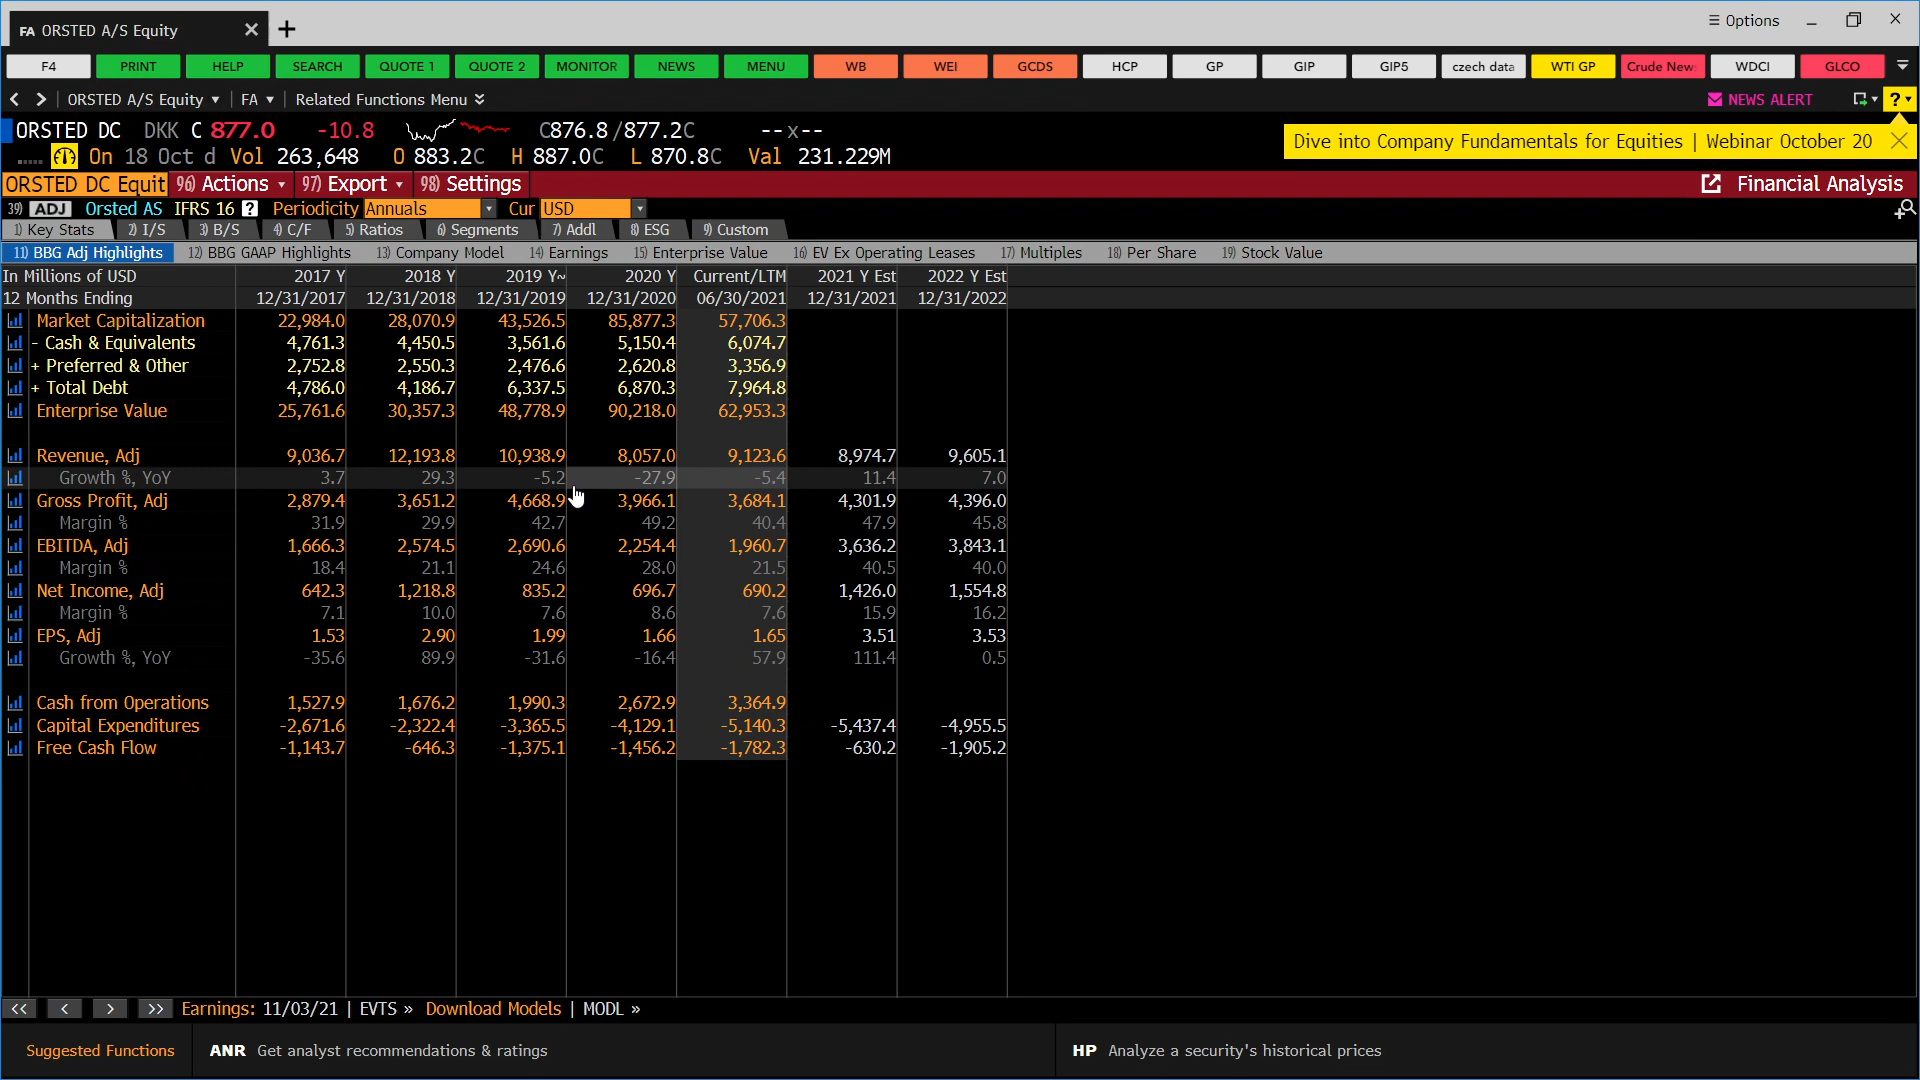 FA ORSTED A/S Equity × + Options
F4 PRINT HELP SEARCH QUOTE 1 QUOTE 2 MONITOR NEWS MENU WB WEI GCDS HCP GP GIP GIP5 czech data WTI GP Crude New WDCI GLCO
ORSTED A/S Equity FA Related Functions Menu NEWS ALERT ?
ORSTED DC DKK C 877.0 -10.8 C876.8/877.2C --x--
On 18 Oct d Vol 263,648 O 883.2C H 887.0C L 870.8C Val 231.229M
Dive into Company Fundamentals for Equities | Webinar October 20
ORSTED DC Equit 96) Actions 97) Export 98) Settings Financial Analysis
39) ADJ Orsted AS IFRS 16 ? Periodicity Annuals Cur USD
1) Key Stats 2) I/S 3) B/S 4) C/F 5) Ratios 6) Segments 7) Addl 8) ESG 9) Custom
11) BBG Adj Highlights 12) BBG GAAP Highlights 13) Company Model 14) Earnings 15) Enterprise Value 16) EV Ex Operating Leases 17) Multiples 18) Per Share 19) Stock Value
In Millions of USD 2017 Y 2018 Y 2019 Y~ 2020 Y Current/LTM 2021 Y Est 2022 Y Est
12 Months Ending 12/31/2017 12/31/2018 12/31/2019 12/31/2020 06/30/2021 12/31/2021 12/31/2022
Market Capitalization 22,984.0 28,070.9 43,526.5 85,877.3 57,706.3
- Cash & Equivalents 4,761.3 4,450.5 3,561.6 5,150.4 6,074.7
+ Preferred & Other 2,752.8 2,550.3 2,476.6 2,620.8 3,356.9
+ Total Debt 4,786.0 4,186.7 6,337.5 6,870.3 7,964.8
Enterprise Value 25,761.6 30,357.3 48,778.9 90,218.0 62,953.3
Revenue, Adj 9,036.7 12,193.8 10,938.9 8,057.0 9,123.6 8,974.7 9,605.1
Growth %, YoY 3.7 29.3 -5.2 -27.9 -5.4 11.4 7.0
Gross Profit, Adj 2,879.4 3,651.2 4,668.9 3,966.1 3,684.1 4,301.9 4,396.0
Margin % 31.9 29.9 42.7 49.2 40.4 47.9 45.8
EBITDA, Adj 1,666.3 2,574.5 2,690.6 2,254.4 1,960.7 3,636.2 3,843.1
Margin % 18.4 21.1 24.6 28.0 21.5 40.5 40.0
Net Income, Adj 642.3 1,218.8 835.2 696.7 690.2 1,426.0 1,554.8
Margin % 7.1 10.0 7.6 8.6 7.6 15.9 16.2
EPS, Adj 1.53 2.90 1.99 1.66 1.65 3.51 3.53
Growth %, YoY -35.6 89.9 -31.6 -16.4 57.9 111.4 0.5
Cash from Operations 1,527.9 1,676.2 1,990.3 2,672.9 3,364.9
Capital Expenditures -2,671.6 -2,322.4 -3,365.5 -4,129.1 -5,140.3 -5,437.4 -4,955.5
Free Cash Flow -1,143.7 -646.3 -1,375.1 -1,456.2 -1,782.3 -630.2 -1,905.2
<< < > >> Earnings: 11/03/21 | EVTS » Download Models | MODL »
Suggested Functions ANR Get analyst recommendations & ratings HP Analyze a security's historical prices